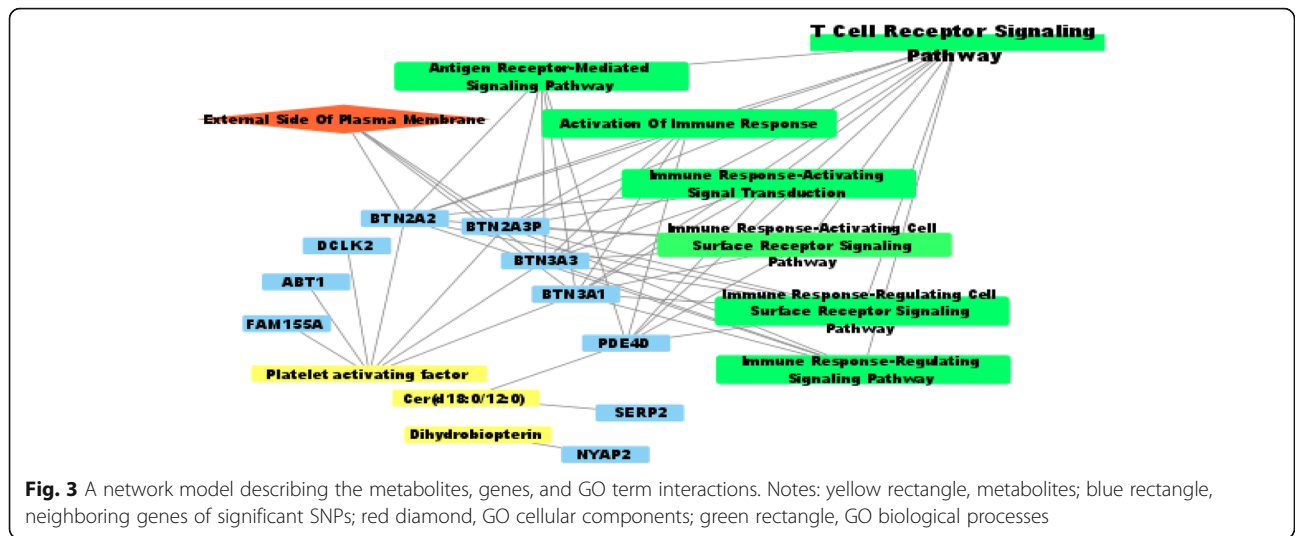 T Cell Receptor Signaling
Pathway
Antigen Receptor-Mediated
Signaling Pathway
External Side Of Plasma Membrane
Activation Of Immune Response
Immune Response-Activating
Signal Transduction
BTN2A2
BTN2A3P
Immune Response-Activating Cell
Surface Receptor Signaling
Pathway
DCLK2
BTN3A3
ABT1
BTN3A1
Immune Response-Regulating Cell
Surface Receptor Signaling
Pathway
FAM155A
PDE4D
Immune Response-Regulating
Signaling Pathway
Platelet activating factor
Cer(d18:0/12:0)
SERP2
Dihydrobiopterin
NYAP2
Fig. 3 A network model describing the metabolites, genes, and GO term interactions. Notes: yellow rectangle, metabolites; blue rectangle,
neighboring genes of significant SNPs; red diamond, GO cellular components; green rectangle, GO biological processes